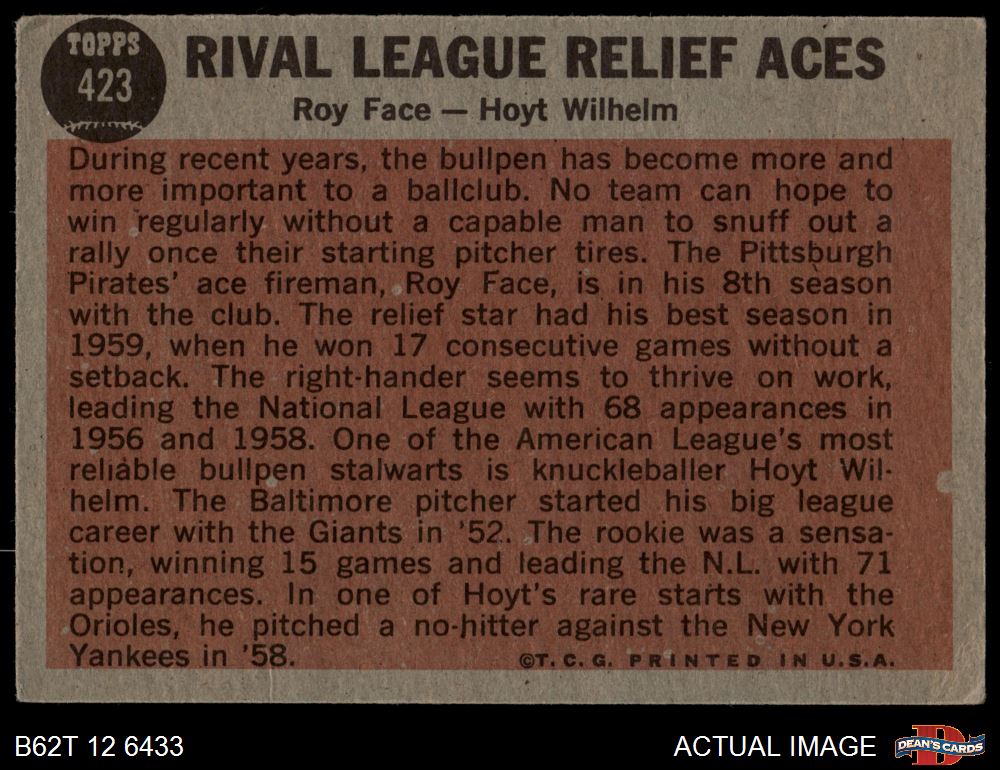 TOPPS
423
RIVAL LEAGUE RELIEF ACES
Roy Face — Hoyt Wilhelm
During recent years, the bullpen has become more and
more important to a ballclub. No team can hope to
win regularly without a capable man to snuff out a
rally once their starting pitcher tires. The Pittsburgh
Pirates' ace fireman, Roy Face, is in his 8th season
with the club. The relief star had his best season in
1959, when he won 17 consecutive games without a
setback. The right-hander seems to thrive on work,
leading the National League with 68 appearances in
1956 and 1958. One of the American League's most
reliable bullpen stalwarts is knuckleballer Hoyt Wil-
helm. The Baltimore pitcher started his big league
career with the Giants in '52. The rookie was a sensa-
tion, winning 15 games and leading the N.L. with 71
appearances. In one of Hoyt's rare starts with the
Orioles, he pitched a no-hitter against the New York
Yankees in '58.
©T. C. G. PRINTED IN U.S.A.
B62T 12 6433
ACTUAL IMAGE
DEAN'S CARDS